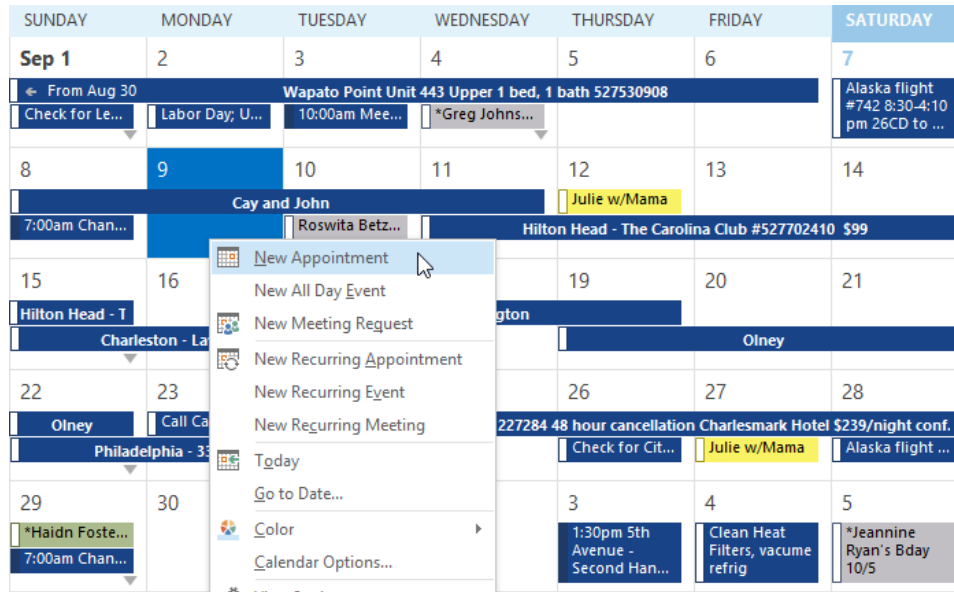 SUNDAY MONDAY TUESDAY WEDNESDAY THURSDAY FRIDAY SATURDAY
Sep 1 2 3 4 5 6 7
← From Aug 30 Wapato Point Unit 443 Upper 1 bed, 1 bath 527530908
Check for Le... Labor Day; U... 10:00am Mee... *Greg Johns...
Alaska flight
#742 8:30-4:10
pm 26CD to ...
8 9 10 11 12 13 14
Cay and John Julie w/Mama
7:00am Chan... Roswita Betz... Hilton Head - The Carolina Club #527702410 $99
15 16 19 20 21
Hilton Head - T gton
Charleston - La Olney
22 23 26 27 28
Olney Call Ca 227284 48 hour cancellation Charlesmark Hotel $239/night conf.
Philadelphia - 33 Check for Cit... Julie w/Mama Alaska flight ...
29 30 3 4 5
*Haidn Foste...
7:00am Chan...
1:30pm 5th
Avenue -
Second Han...
Clean Heat
Filters, vacume
refrig
*Jeannine
Ryan's Bday
10/5
New Appointment
New All Day Event
New Meeting Request
New Recurring Appointment
New Recurring Event
New Recurring Meeting
Today
Go to Date...
Color
Calendar Options...